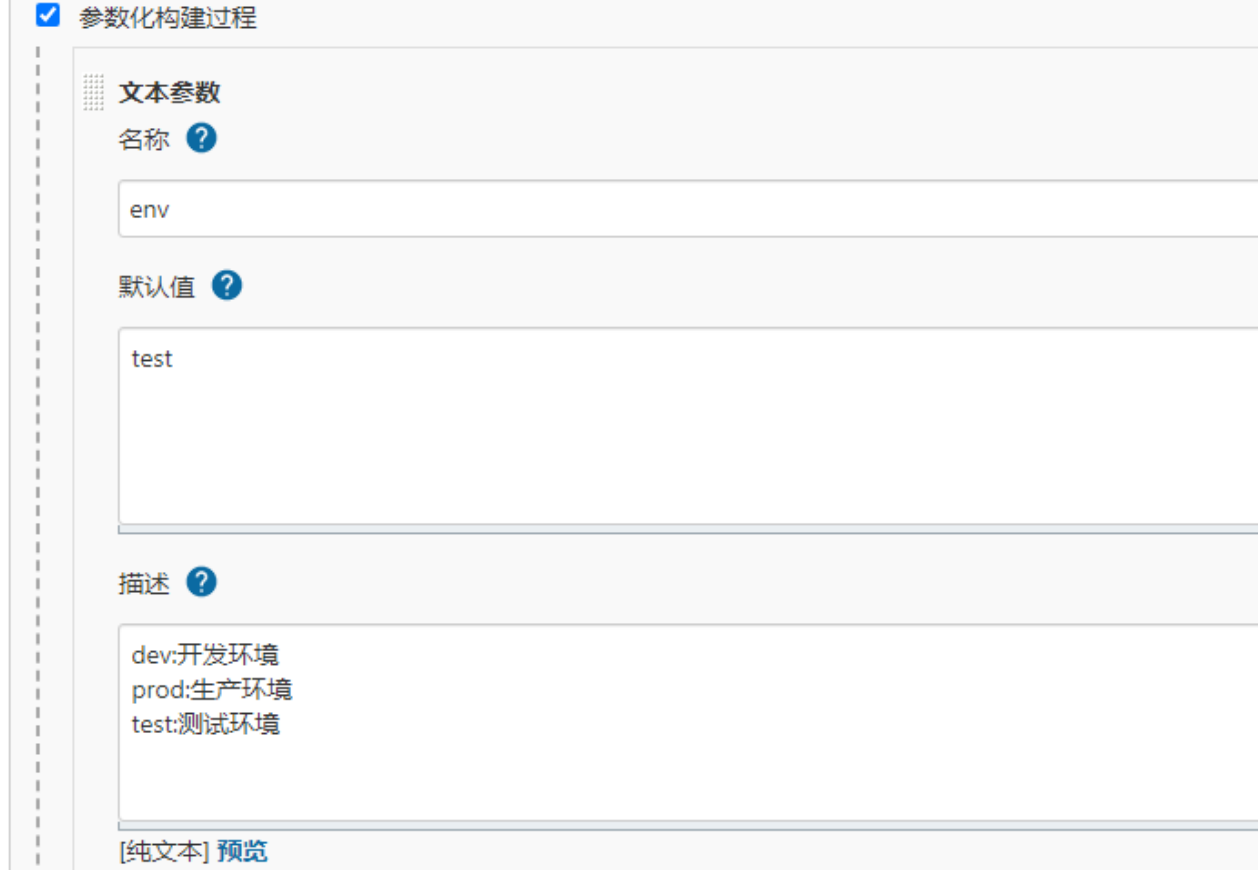 参数化构建过程
文本参数
名称 ?
env
默认值 ?
test
描述 ?
dev:开发环境
prod:生产环境
test:测试环境
[纯文本] 预览